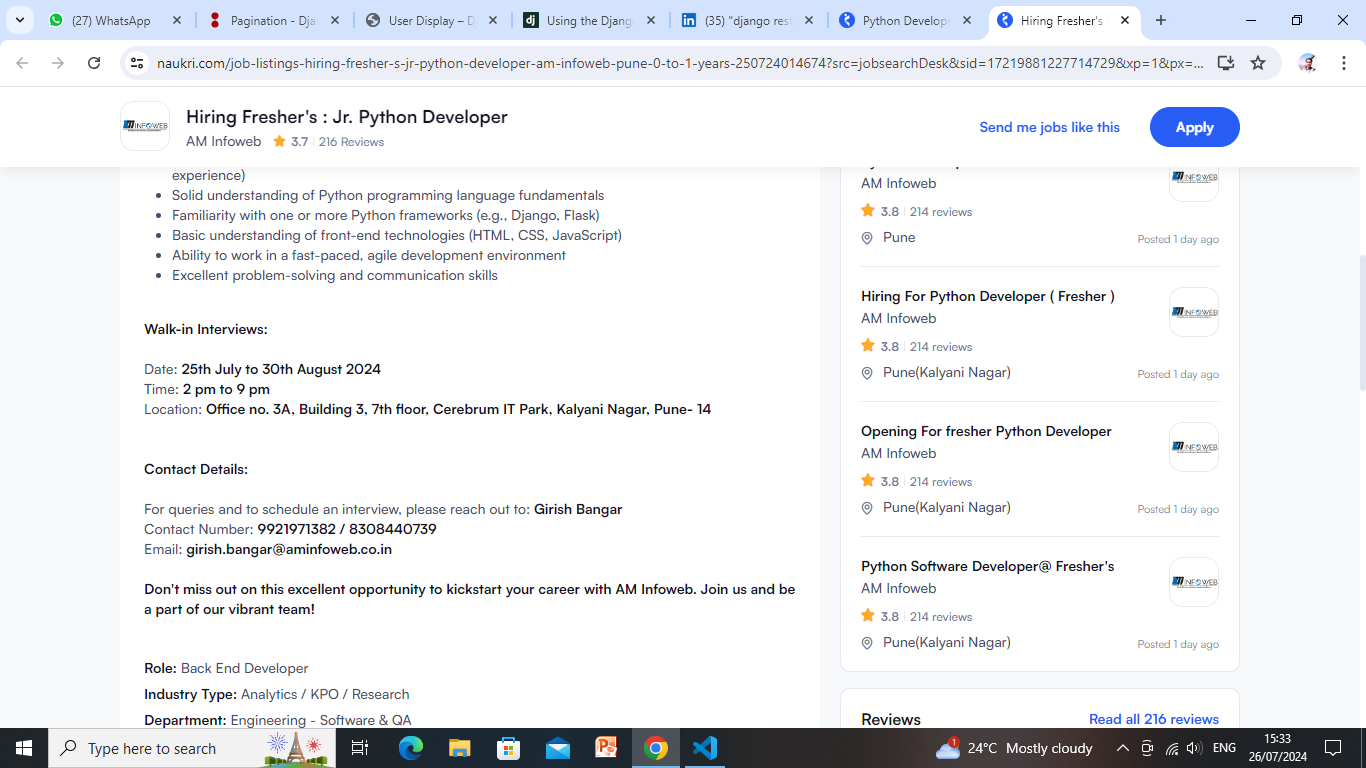 (27) WhatsApp
Pagination - Dja
User Display – D
Using the Djang
(35) "django rest
Python Develope
Hiring Fresher's
naukri.com/job-listings-hiring-fresher-s-jr-python-developer-am-infoweb-pune-0-to-1-years-250724014674?src=jobsearchDesk&sid=17219881227714729&xp=1&px=...
INFOWEB
Hiring Fresher's : Jr. Python Developer
AM Infoweb 3.7 216 Reviews
Send me jobs like this
Apply
experience)
Solid understanding of Python programming language fundamentals
Familiarity with one or more Python frameworks (e.g., Django, Flask)
Basic understanding of front-end technologies (HTML, CSS, JavaScript)
Ability to work in a fast-paced, agile development environment
Excellent problem-solving and communication skills
Walk-in Interviews:
Date: 25th July to 30th August 2024
Time: 2 pm to 9 pm
Location: Office no. 3A, Building 3, 7th floor, Cerebrum IT Park, Kalyani Nagar, Pune- 14
Contact Details:
For queries and to schedule an interview, please reach out to: Girish Bangar
Contact Number: 9921971382 / 8308440739
Email: girish.bangar@aminfoweb.co.in
Don't miss out on this excellent opportunity to kickstart your career with AM Infoweb. Join us and be
a part of our vibrant team!
Role: Back End Developer
Industry Type: Analytics / KPO / Research
Department: Engineering - Software & QA
AM Infoweb
INFOWEB
3.8 214 reviews
Pune
Posted 1 day ago
Hiring For Python Developer ( Fresher )
AM Infoweb
INFOWEB
3.8 214 reviews
Pune(Kalyani Nagar)
Posted 1 day ago
Opening For fresher Python Developer
AM Infoweb
INFOWEB
3.8 214 reviews
Pune(Kalyani Nagar)
Posted 1 day ago
Python Software Developer@ Fresher's
AM Infoweb
INFOWEB
3.8 214 reviews
Pune(Kalyani Nagar)
Posted 1 day ago
Reviews
Read all 216 reviews
Type here to search
1
24°C Mostly cloudy
ENG
15:33
26/07/2024